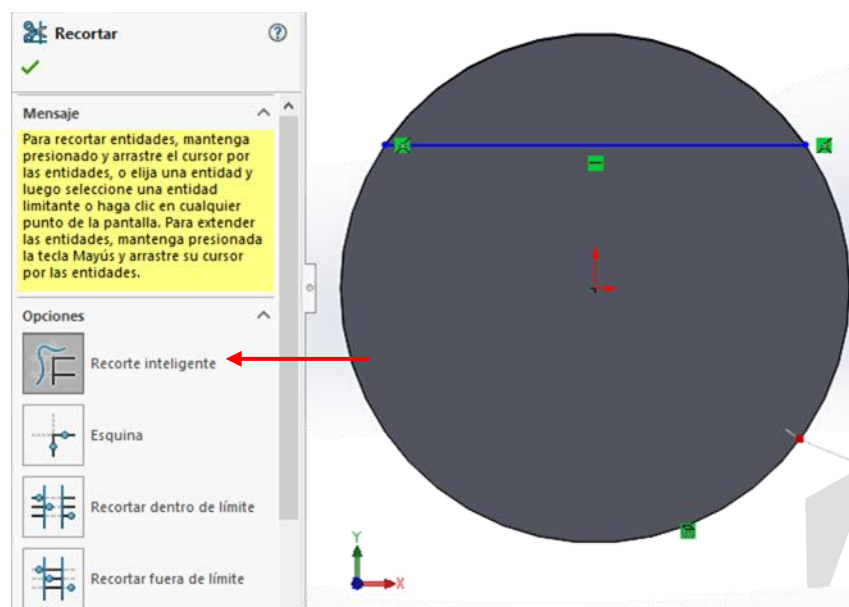 Recortar
Mensaje
Para recortar entidades, mantenga
presionado y arrastre el cursor por
las entidades, o elija una entidad y
luego seleccione una entidad
limitante o haga clic en cualquier
punto de la pantalla. Para extender
las entidades, mantenga presionada
la tecla Mayús y arrastre su cursor
por las entidades.
Opciones
Recorte inteligente
Esquina
Recortar dentro de límite
Recortar fuera de límite
Y
X